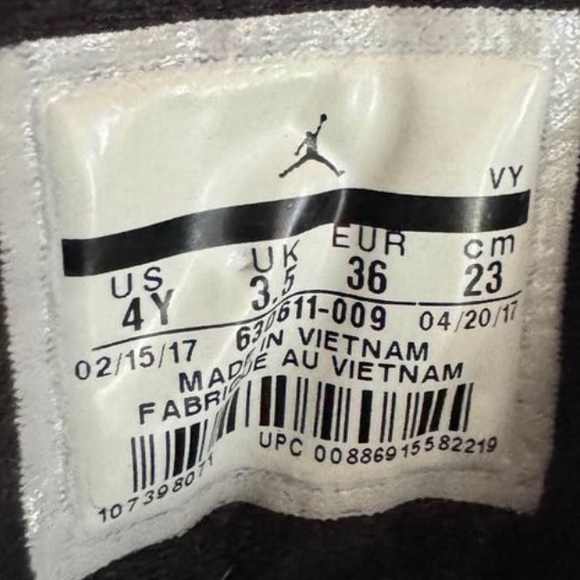 VY
US UK EUR cm
4Y 3.5 36 23
02/15/17 630611-009 04/20/17
MADE IN VIETNAM
FABRIQUE AU VIETNAM
107398071 UPC 00886915582219